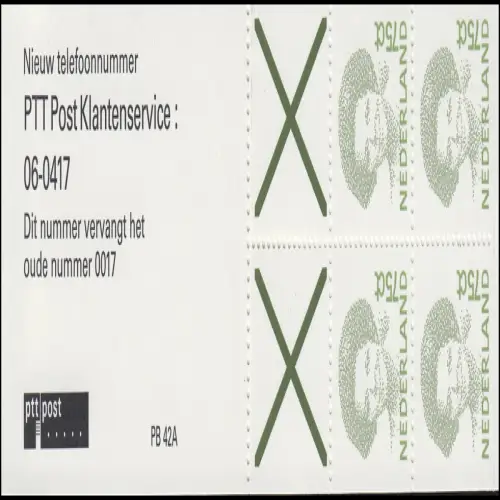 Nieuw telefoonnummer
PTT Post Klantenservice :
06-0417
Dit nummer vervangt het
oude nummer 0017
ptt post
PB 42A
75ct NEDERLAND
75ct NEDERLAND
75ct NEDERLAND
75ct NEDERLAND